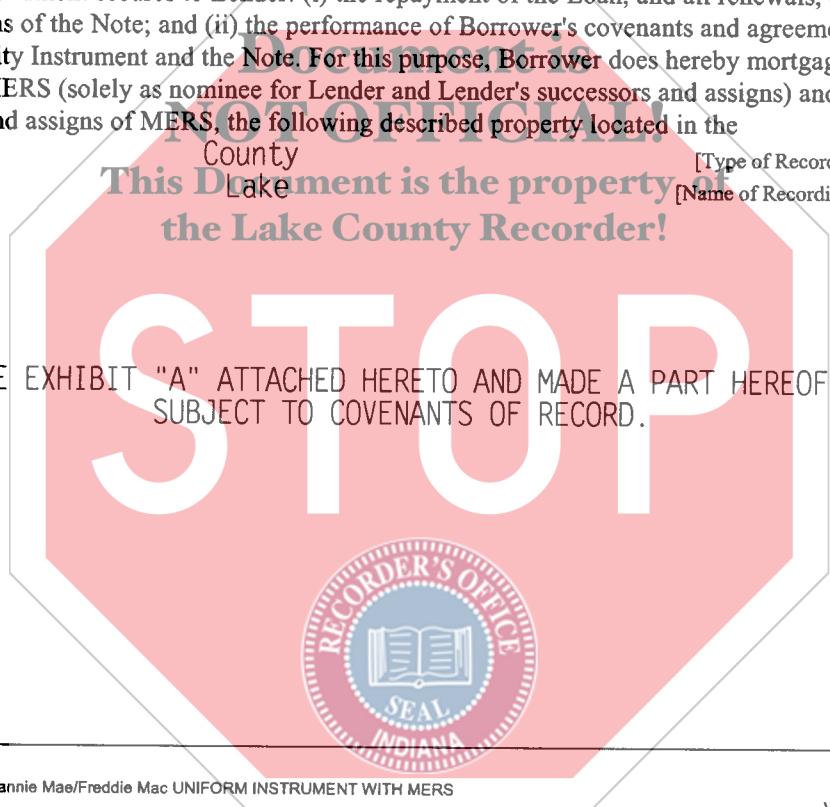 ns of the Note; and (ii) the performance of Borrower's covenants and agreeme
ity Instrument and the Note. For this purpose, Borrower does hereby mortgag
ERS (solely as nominee for Lender and Lender's successors and assigns) and
nd assigns of MERS, the following described property located in the
County [Type of Record
Lake [Name of Recordi
Document is
NOT OFFICIAL!
This Document is the property of
the Lake County Recorder!
STOP
E EXHIBIT "A" ATTACHED HERETO AND MADE A PART HEREOF
SUBJECT TO COVENANTS OF RECORD.
RECORDER'S OFFICE
SEAL
INDIANA
annie Mae/Freddie Mac UNIFORM INSTRUMENT WITH MERS